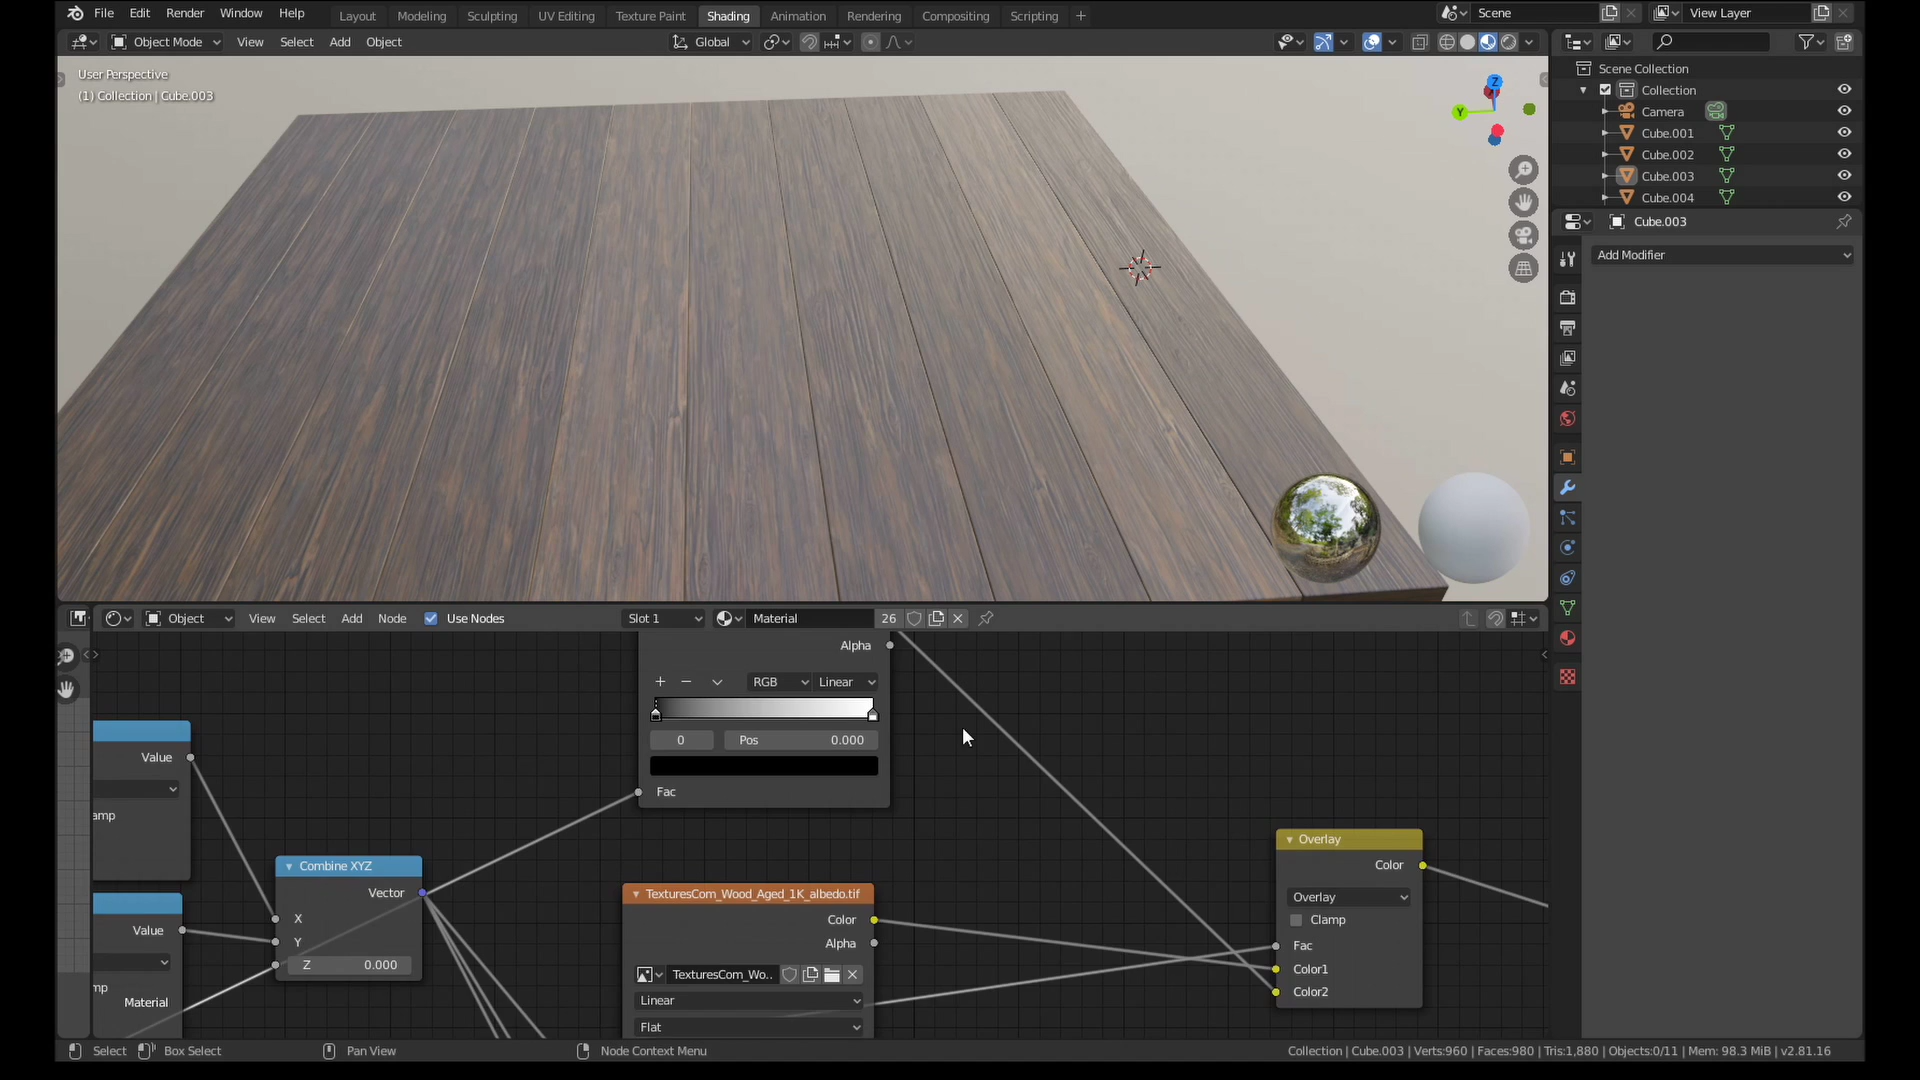 File Edit Render Window Help Layout Modeling Sculpting UV Editing Texture Paint Shading Animation Rendering Compositing Scripting + Scene View Layer
Object Mode View Select Add Object Global
User Perspective
(1) Collection | Cube.003
Z
Y
Scene Collection
Collection
Camera
Cube.001
Cube.002
Cube.003
Cube.004
Cube.003
Add Modifier
Object View Select Add Node Use Nodes Slot 1 Material 26
Alpha
RGB Linear
0 Pos 0.000
Fac
Value
amp
Value
mp
Material
Combine XYZ
Vector
X
Y
Z 0.000
TexturesCom_Wood_Aged_1K_albedo.tif
Color
Alpha
TexturesCom_Wo..
Linear
Flat
Overlay
Color
Overlay
Clamp
Fac
Color1
Color2
Select Box Select Pan View Node Context Menu Collection | Cube.003 | Verts:960 | Faces:980 | Tris:1,880 | Objects:0/11 | Mem: 98.3 MiB | v2.81.16